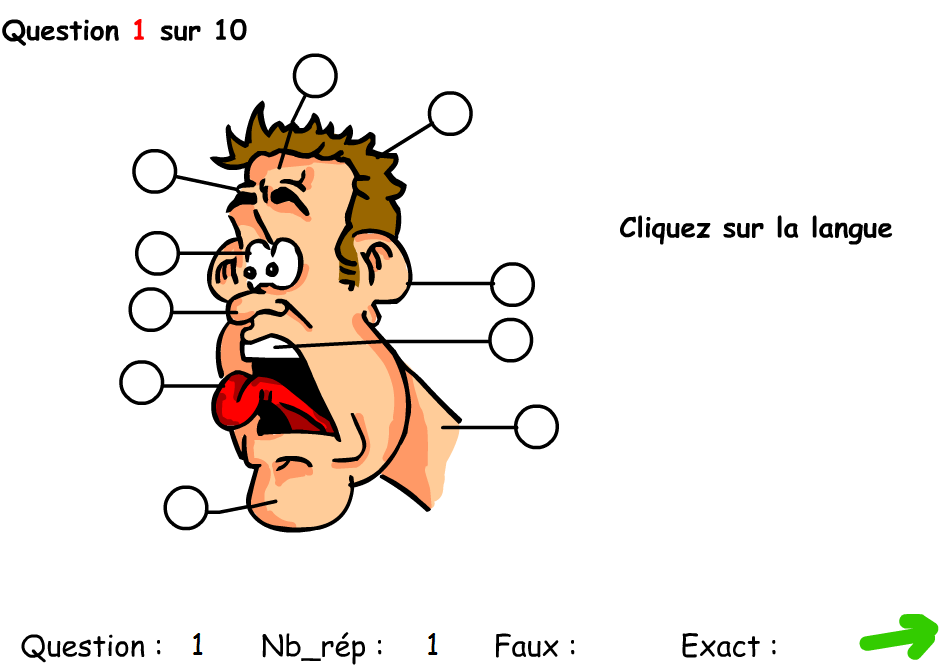 Question 1 sur 10
Cliquez sur la langue
Question : 1 Nb_rép : 1 Faux : Exact :